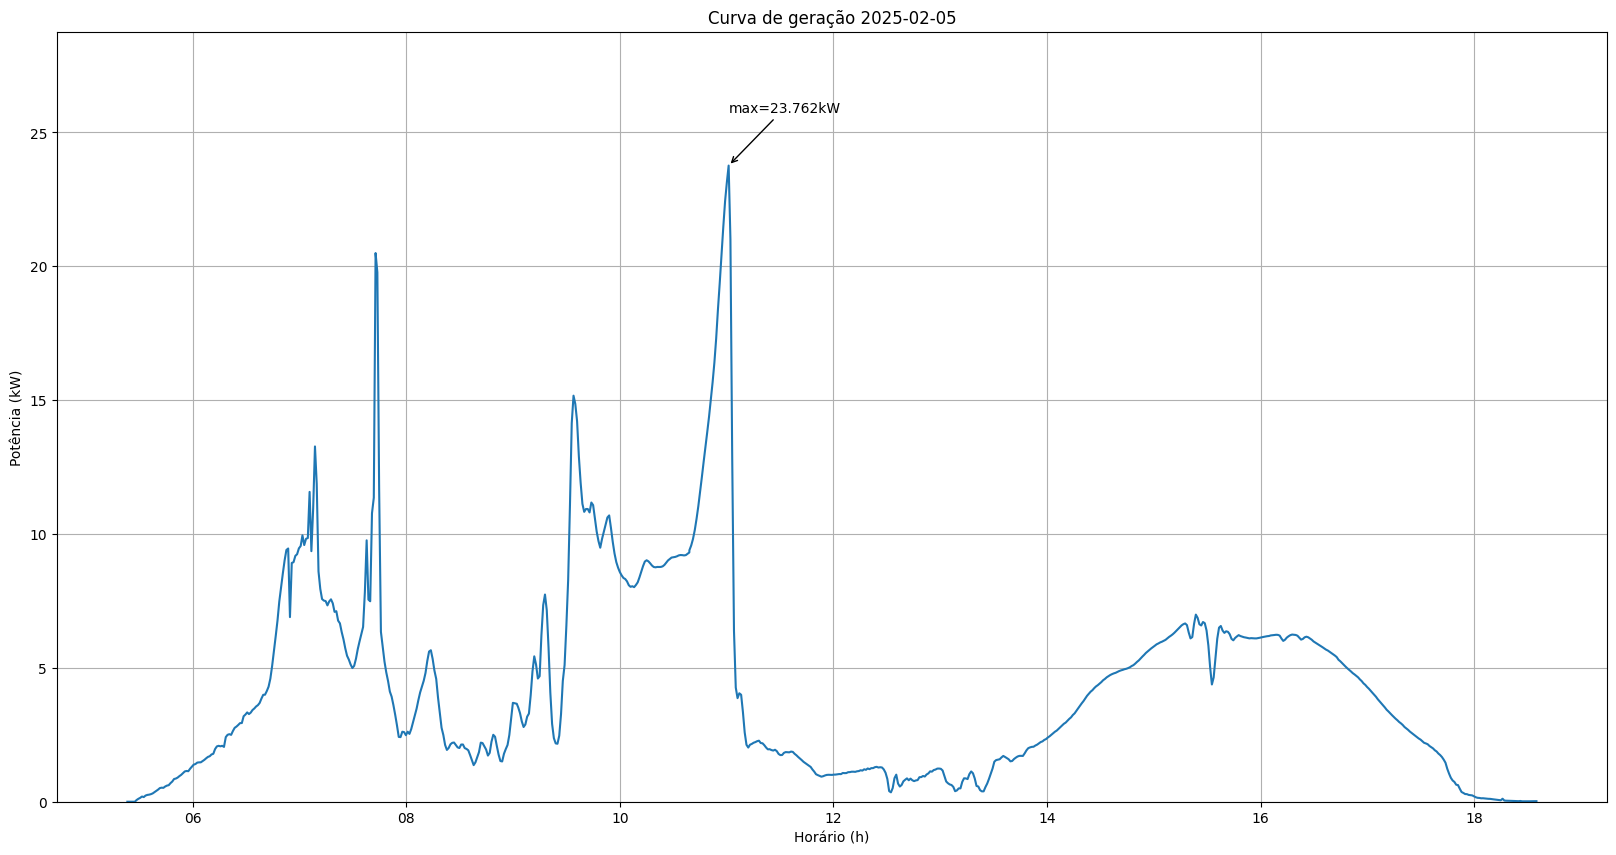 Curva de geração 2025-02-05
max=23.762kW
Potência (kW)
25
20
15
10
5
0
06 08 10 12 14 16 18
Horário (h)